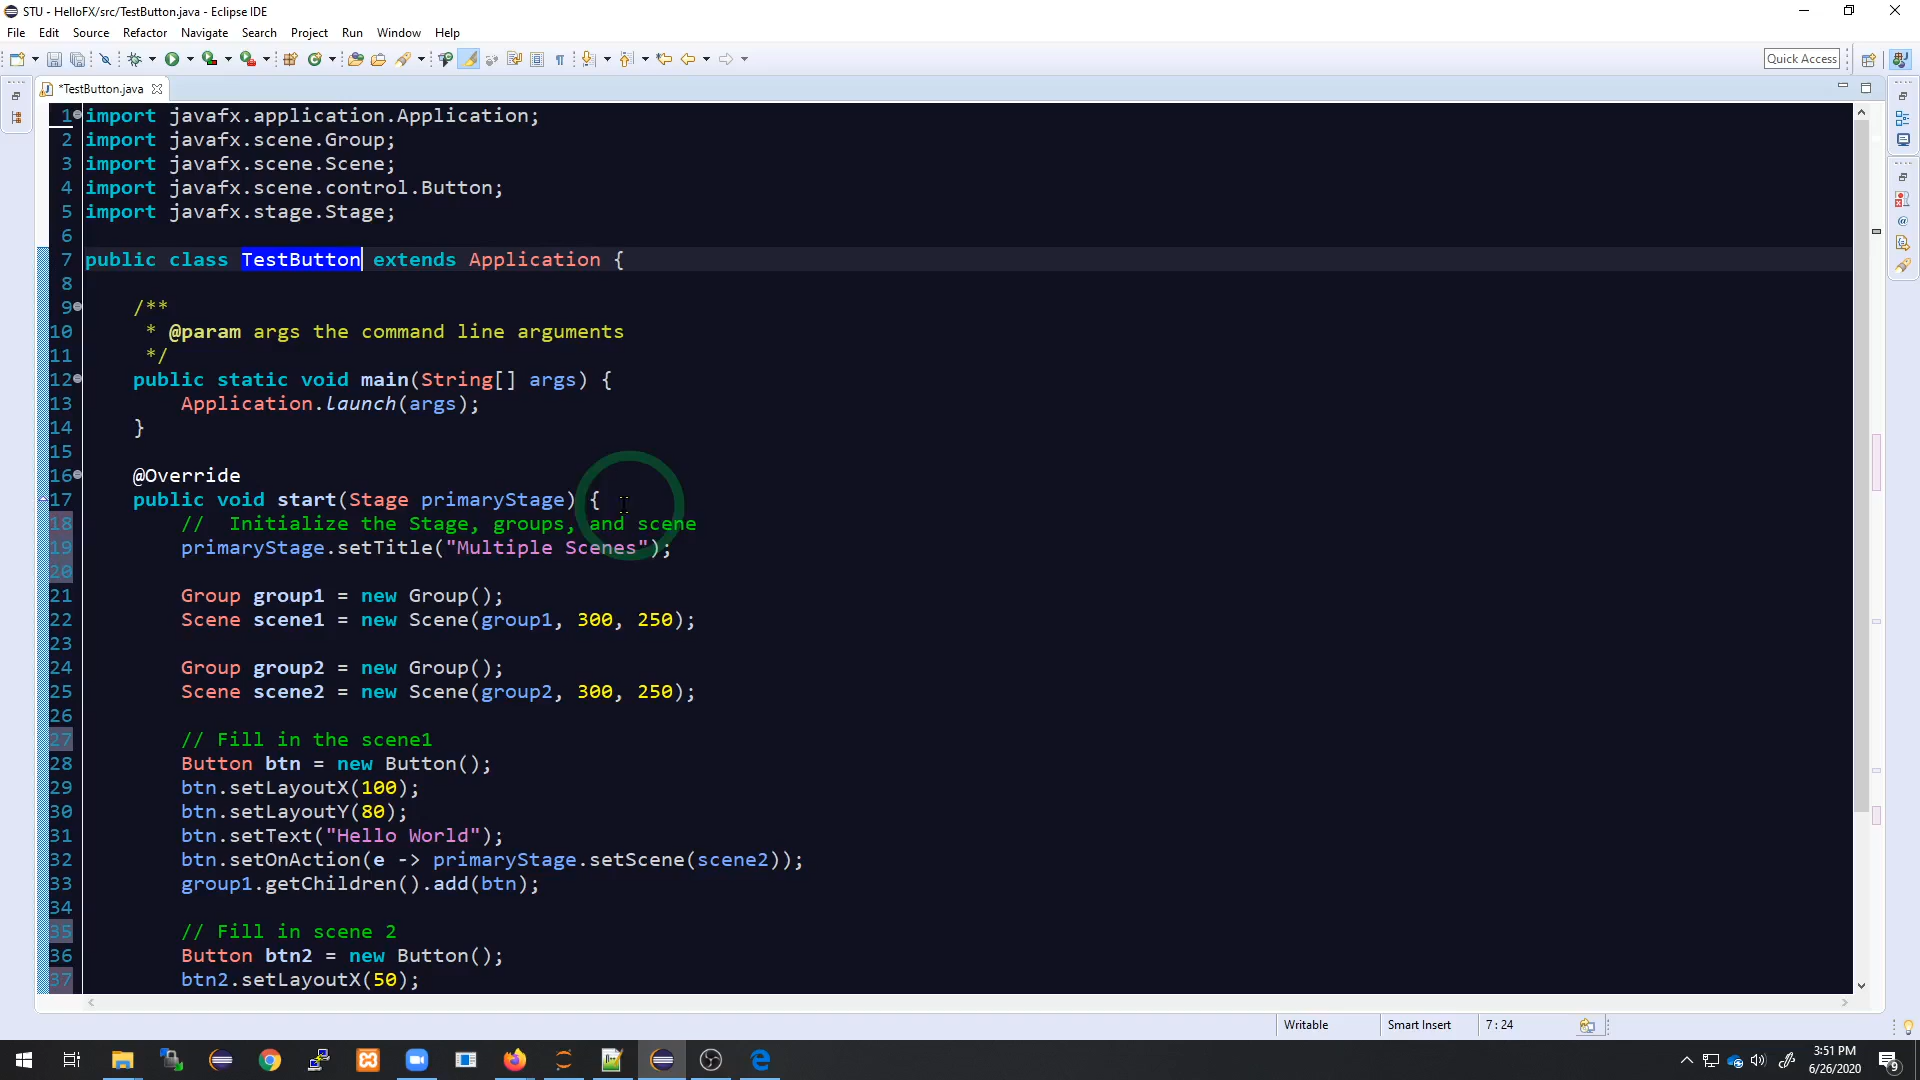 STU - HelloFX/src/TestButton.java - Eclipse IDE
File Edit Source Refactor Navigate Search Project Run Window Help
Quick Access
*TestButton.java
1 import javafx.application.Application;
2 import javafx.scene.Group;
3 import javafx.scene.Scene;
4 import javafx.scene.control.Button;
5 import javafx.stage.Stage;
6
7 public class TestButton extends Application {
8
9 /**
10 * @param args the command line arguments
11 */
12 public static void main(String[] args) {
13 Application.launch(args);
14 }
15
16 @Override
17 public void start(Stage primaryStage) {
18 //  Initialize the Stage, groups, and scene
19 primaryStage.setTitle("Multiple Scenes");
20
21 Group group1 = new Group();
22 Scene scene1 = new Scene(group1, 300, 250);
23
24 Group group2 = new Group();
25 Scene scene2 = new Scene(group2, 300, 250);
26
27 // Fill in the scene1
28 Button btn = new Button();
29 btn.setLayoutX(100);
30 btn.setLayoutY(80);
31 btn.setText("Hello World");
32 btn.setOnAction(e -> primaryStage.setScene(scene2));
33 group1.getChildren().add(btn);
34
35 // Fill in scene 2
36 Button btn2 = new Button();
37 btn2.setLayoutX(50);
Writable Smart Insert 7 : 24
3:51 PM
6/26/2020
9